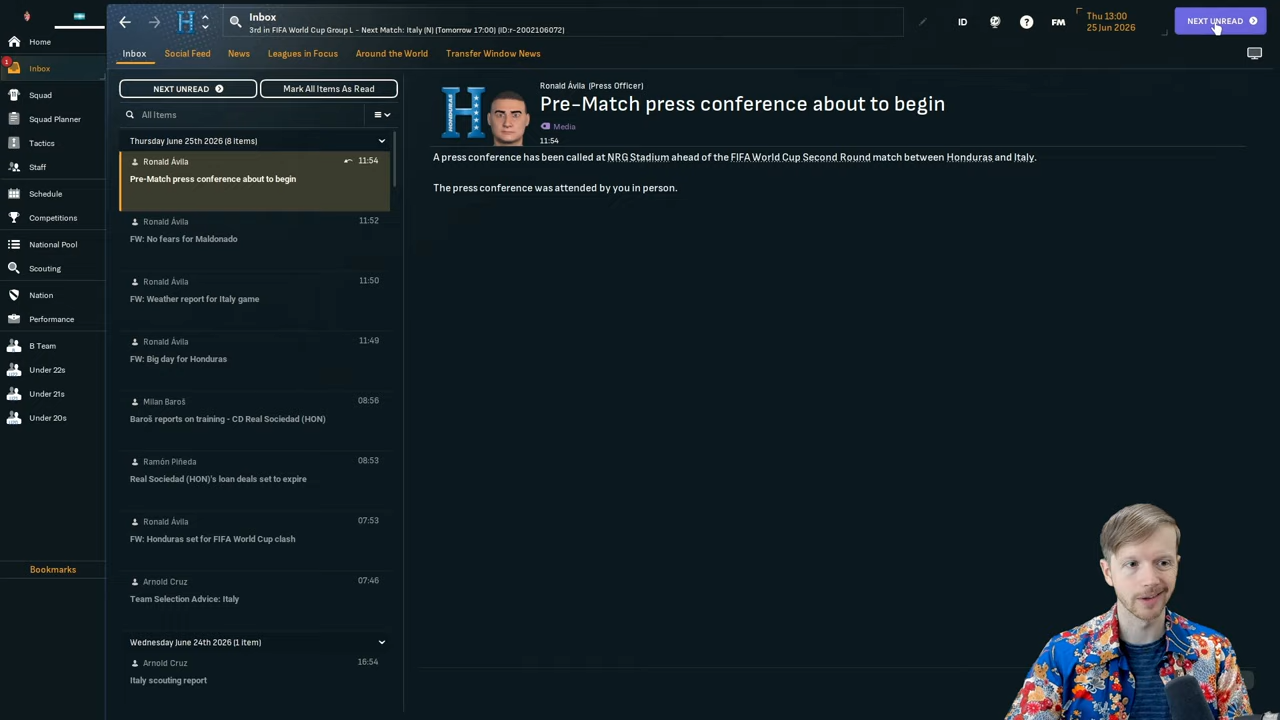 Inbox
3rd in FIFA World Cup Group L - Next Match: Italy (N) (Tomorrow 17:00) (ID:r-2002106072)
ID
FM
Thu 13:00
25 Jun 2026
NEXT UNREAD
Home
1
Inbox
Squad
Squad Planner
Tactics
Staff
Schedule
Competitions
National Pool
Scouting
Nation
Performance
B Team
Under 22s
Under 21s
Under 20s
Bookmarks
Inbox
Social Feed
News
Leagues in Focus
Around the World
Transfer Window News
NEXT UNREAD
Mark All Items As Read
All Items
Thursday June 25th 2026 (8 items)
Ronald Ávila 11:54
Pre-Match press conference about to begin
Ronald Ávila 11:52
FW: No fears for Maldonado
Ronald Ávila 11:50
FW: Weather report for Italy game
Ronald Ávila 11:49
FW: Big day for Honduras
Milan Baroš 08:56
Baroš reports on training - CD Real Sociedad (HON)
Ramón Piñeda 08:53
Real Sociedad (HON)'s loan deals set to expire
Ronald Ávila 07:53
FW: Honduras set for FIFA World Cup clash
Arnold Cruz 07:46
Team Selection Advice: Italy
Wednesday June 24th 2026 (1 item)
Arnold Cruz 16:54
Italy scouting report
HONDURAS
Ronald Ávila (Press Officer)
Pre-Match press conference about to begin
Media
11:54
A press conference has been called at NRG Stadium ahead of the FIFA World Cup Second Round match between Honduras and Italy.
The press conference was attended by you in person.